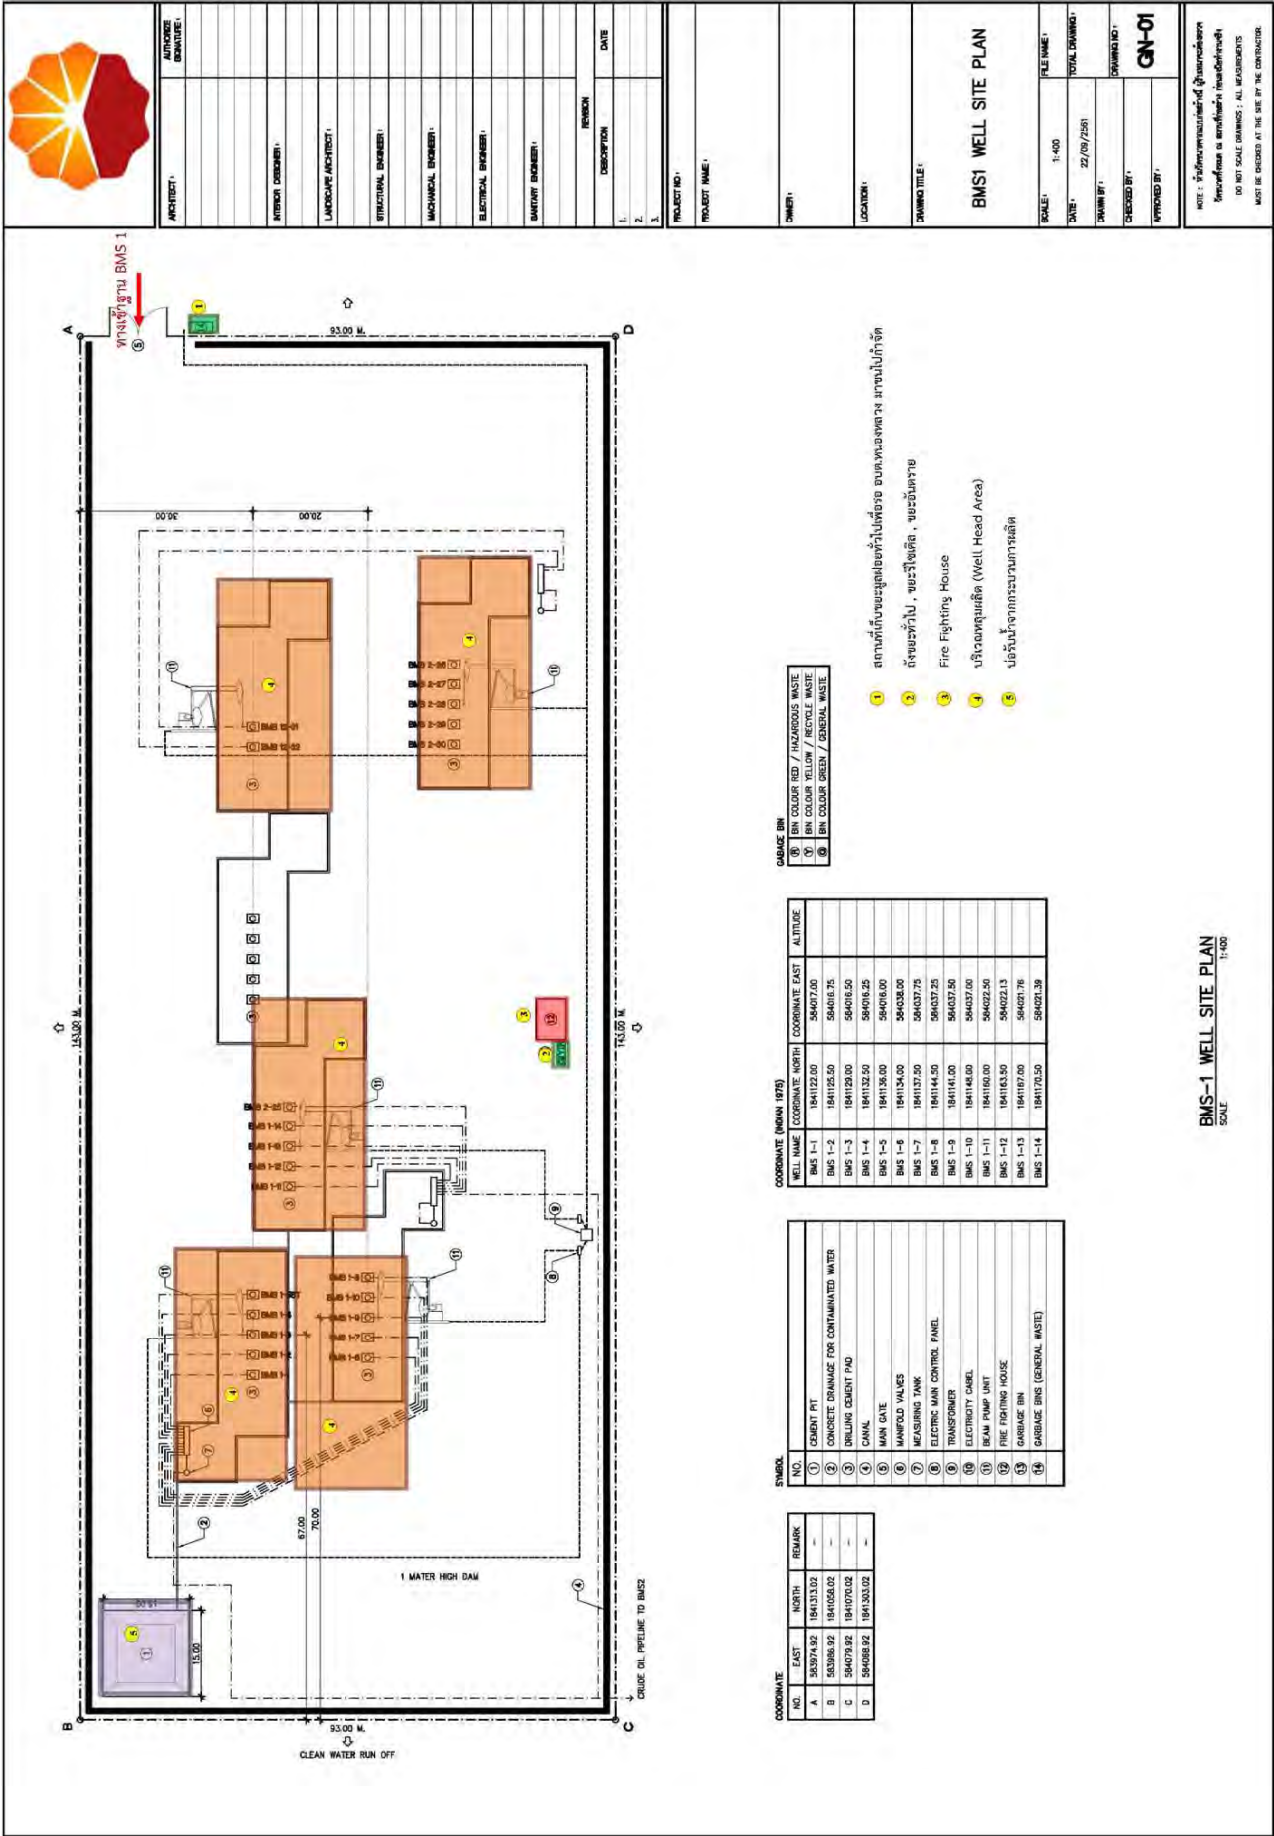 ทางเข้าฐาน BMS 1
A
B
C
D
93.00 M.
143.00 M.
143.00 M.
93.00 M.
CLEAN WATER RUN OFF
30.00
20.00
67.00
70.00
15.00
15.00
1 MATER HIGH DAM
CRUDE OIL PIPELINE TO BMS2
BMS 2-26
BMS 2-27
BMS 2-28
BMS 2-29
BMS 2-30
BMS 2-25
BMS 1-14
BMS 1-13
BMS 1-12
BMS 1-11
BMS 1-8
BMS 1-10
BMS 1-9
BMS 1-7
BMS 1-6
COORDINATE
NO. EAST NORTH REMARK
A 583974.92 1841313.02 -
B 583986.92 1841058.02 -
C 584079.92 1841070.02 -
D 584068.92 1841303.02 -
SYMBOL
NO.
1 CEMENT PIT
2 CONCRETE DRAINAGE FOR CONTAMINATED WATER
3 DRILLING CEMENT PAD
4 CANAL
5 MAIN GATE
6 MANIFOLD VALVES
7 MEASURING TANK
8 ELECTRIC MAIN CONTROL PANEL
9 TRANSFORMER
10 ELECTRICITY CABEL
11 BEAM PUMP UNIT
12 FIRE FIGHTING HOUSE
13 GARBAGE BIN
14 GARBAGE BINS (GENERAL WASTE)
COORDINATE (INDIAN 1975)
WELL NAME COORDINATE NORTH COORDINATE EAST ALTITUDE
BMS 1-1 1841122.00 584017.00
BMS 1-2 1841125.50 584016.75
BMS 1-3 1841129.00 584016.50
BMS 1-4 1841132.50 584016.25
BMS 1-5 1841136.00 584016.00
BMS 1-6 1841134.00 584038.00
BMS 1-7 1841137.50 584037.75
BMS 1-8 1841144.50 584037.25
BMS 1-9 1841141.00 584037.50
BMS 1-10 1841148.00 584037.00
BMS 1-11 1841160.00 584022.50
BMS 1-12 1841163.50 584022.13
BMS 1-13 1841167.00 584021.76
BMS 1-14 1841170.50 584021.39
GABAGE BIN
R BIN COLOUR RED / HAZARDOUS WASTE
Y BIN COLOUR YELLOW / RECYCLE WASTE
G BIN COLOUR GREEN / GENERAL WASTE
1 สถานที่เก็บขยะมูลฝอยทั่วไปเพื่อรอ อบต.หนองหลวง มาขนไปกำจัด
2 ถังขยะทั่วไป , ขยะรีไซเคิล , ขยะอันตราย
3 Fire Fighting House
4 บริเวณหลุมผลิต (Well Head Area)
5 บ่อรับน้ำจากกระบวนการผลิต
BMS-1 WELL SITE PLAN
SCALE 1:400
ARCHITECT :
AUTHORIZE SIGNATURE :
INTERIOR DESIGNER :
LANDSCAPE ARCHITECT :
STRUCTURAL ENGINEER :
MACHANICAL ENGINEER :
ELECTRICAL ENGINEER :
SANITARY ENGINEER :
REVISION
DESCRIPTION DATE
1.
2.
3.
PROJECT NO :
PROJECT NAME :
OWNER :
LOCATION :
DRAWING TITLE :
BMS1 WELL SITE PLAN
SCALE : 1:400
FILE NAME :
DATE : 22/09/2561
TOTAL DRAWING :
DRAWN BY :
DRAWING NO :
CHECKED BY :
GN-01
APPROVED BY :
DO NOT SCALE DRAWINGS : ALL MEASUREMENTS
MUST BE CHECKED AT THE SITE BY THE CONTRACTOR.